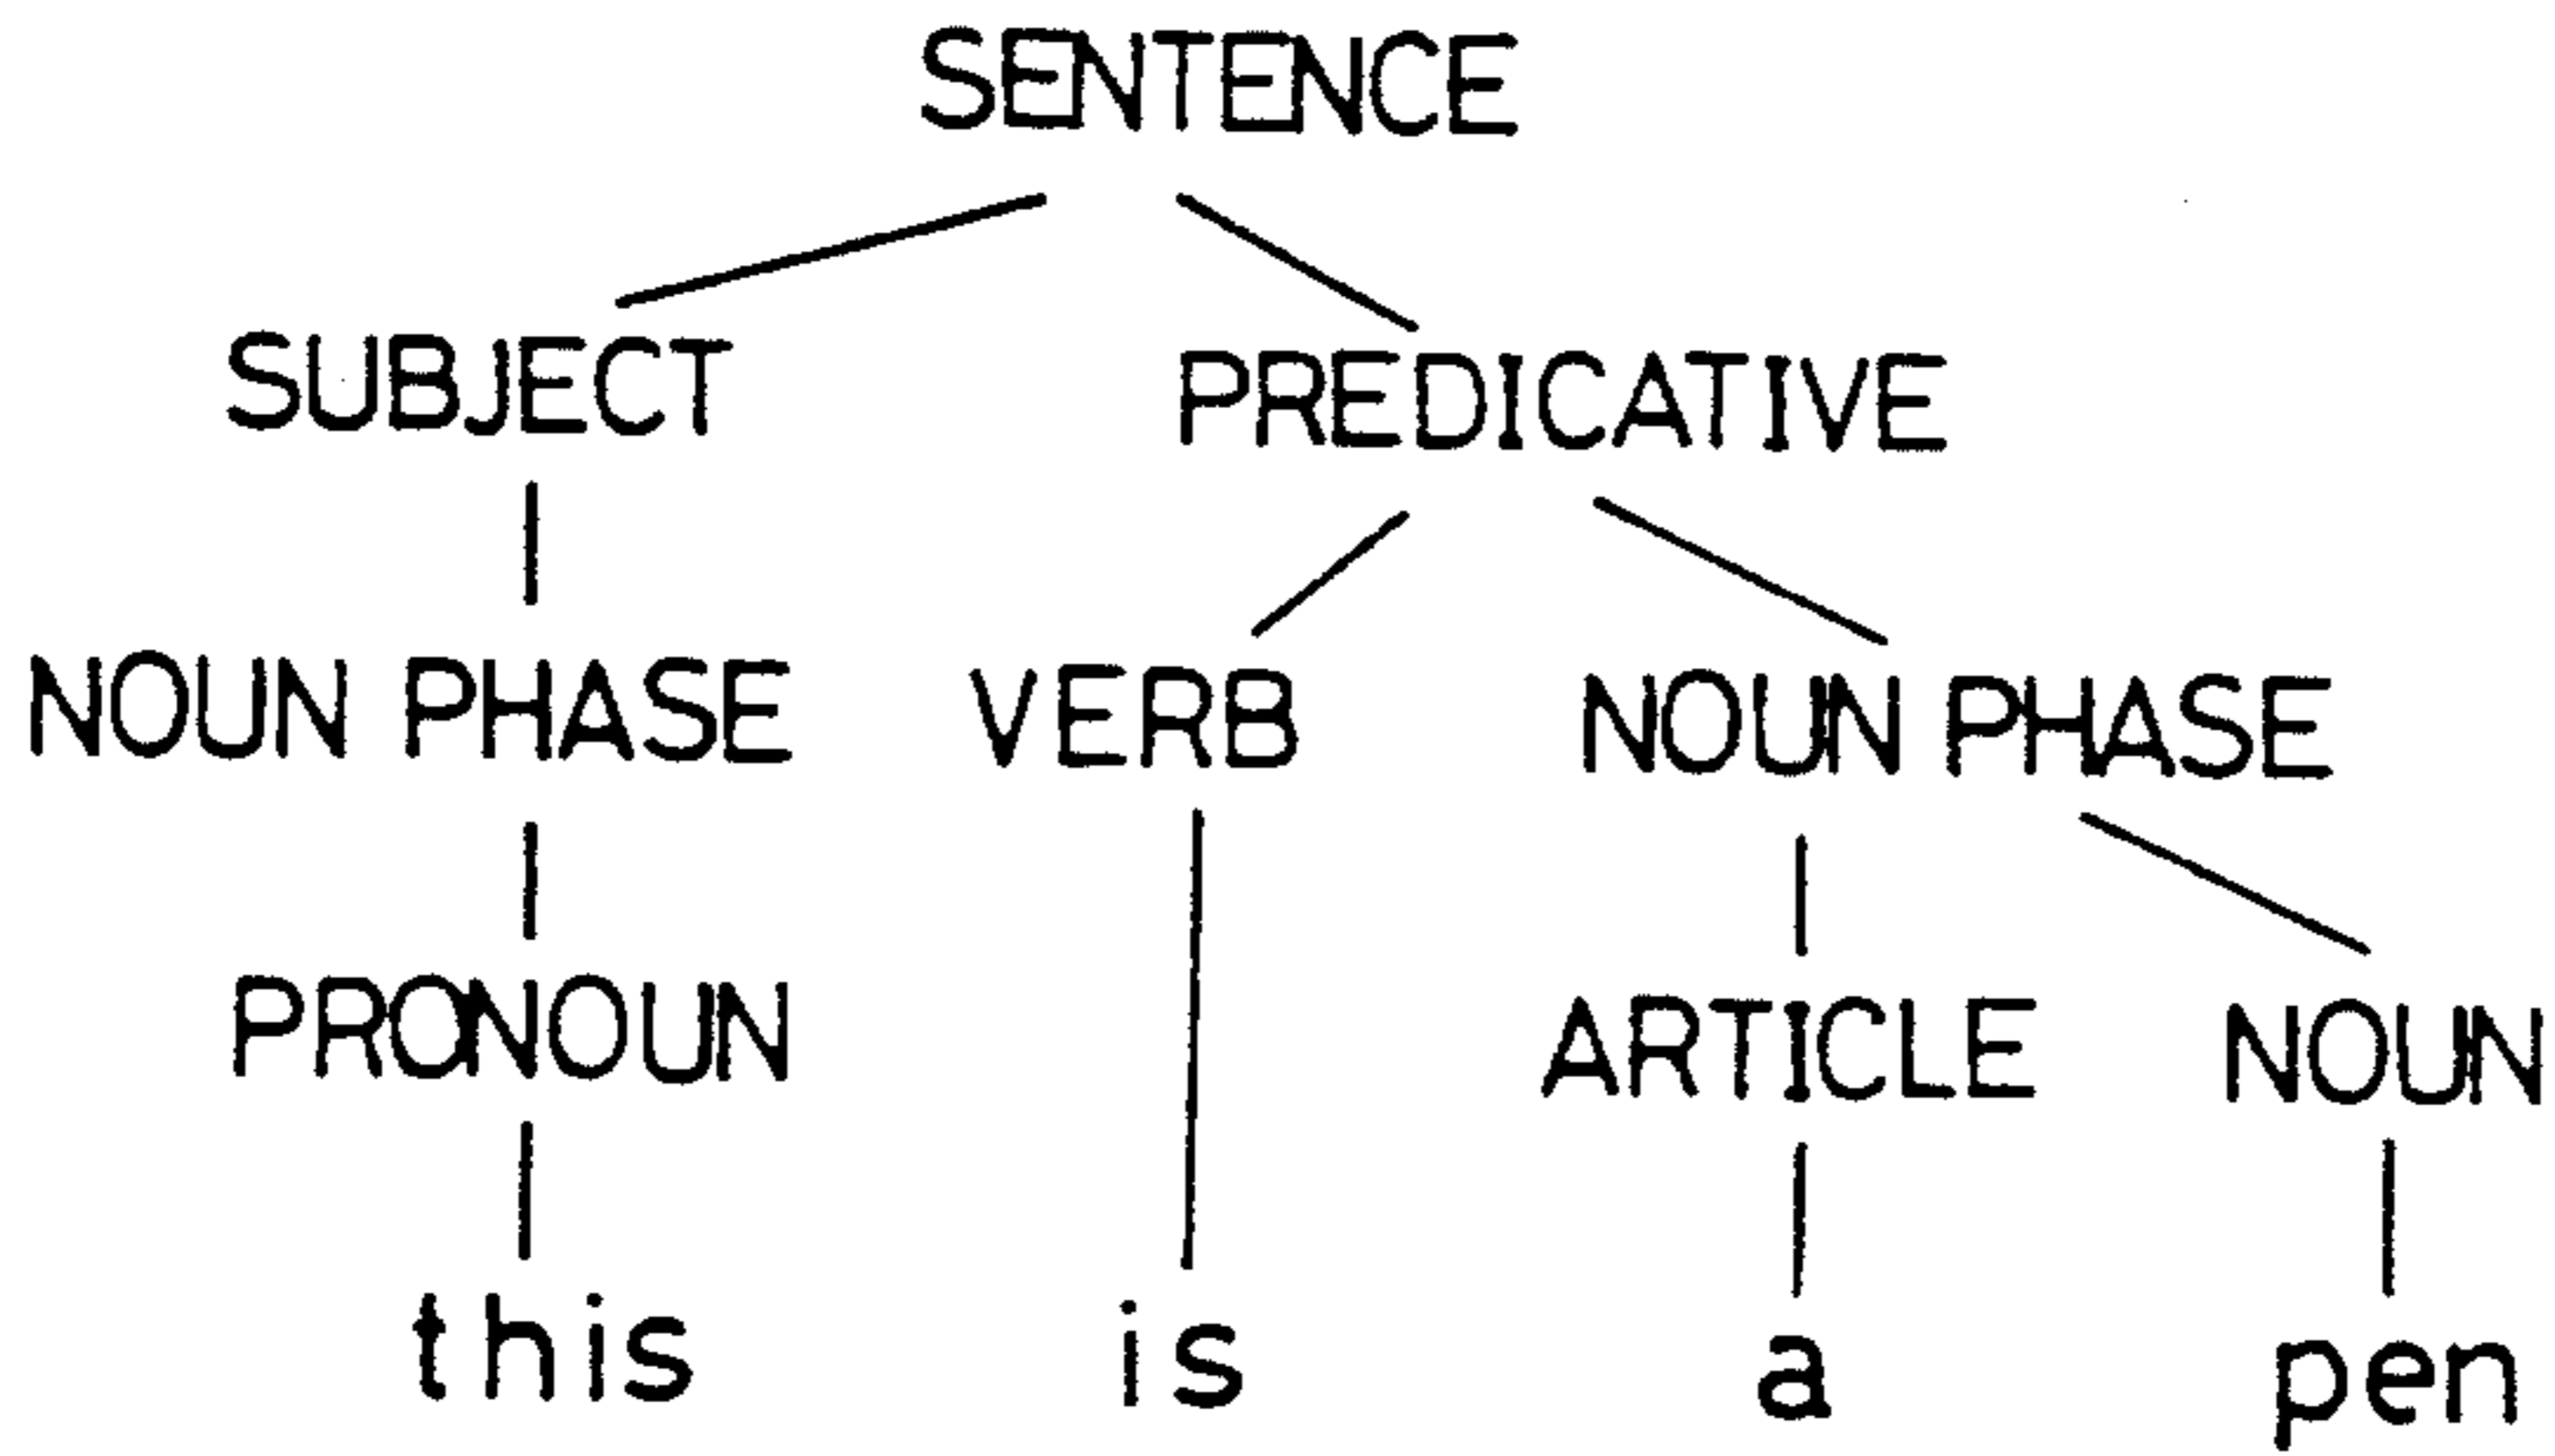 SENTENCE
SUBJECT PREDICATIVE
NOUN PHASE VERB NOUN PHASE
PRONOUN ARTICLE NOUN
this is a pen